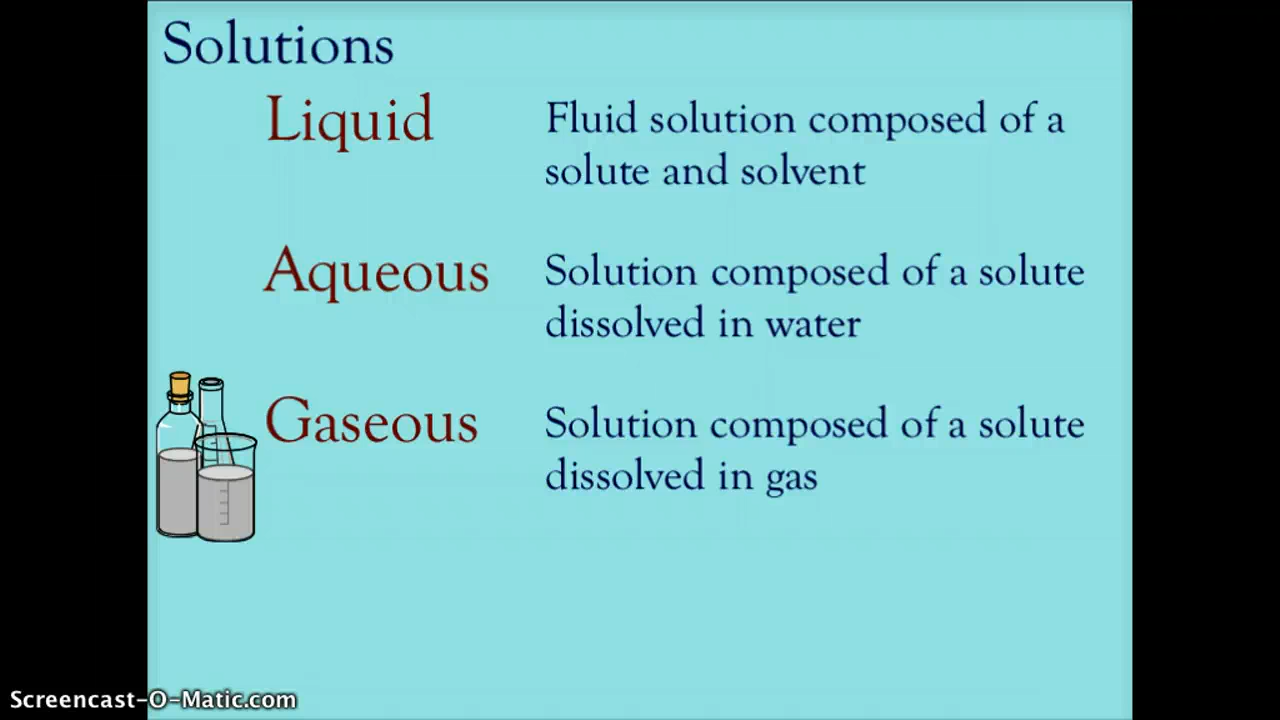 Solutions
Liquid
Fluid solution composed of a
solute and solvent
Aqueous
Solution composed of a solute
dissolved in water
Gaseous
Solution composed of a solute
dissolved in gas
Screencast-O-Matic.com